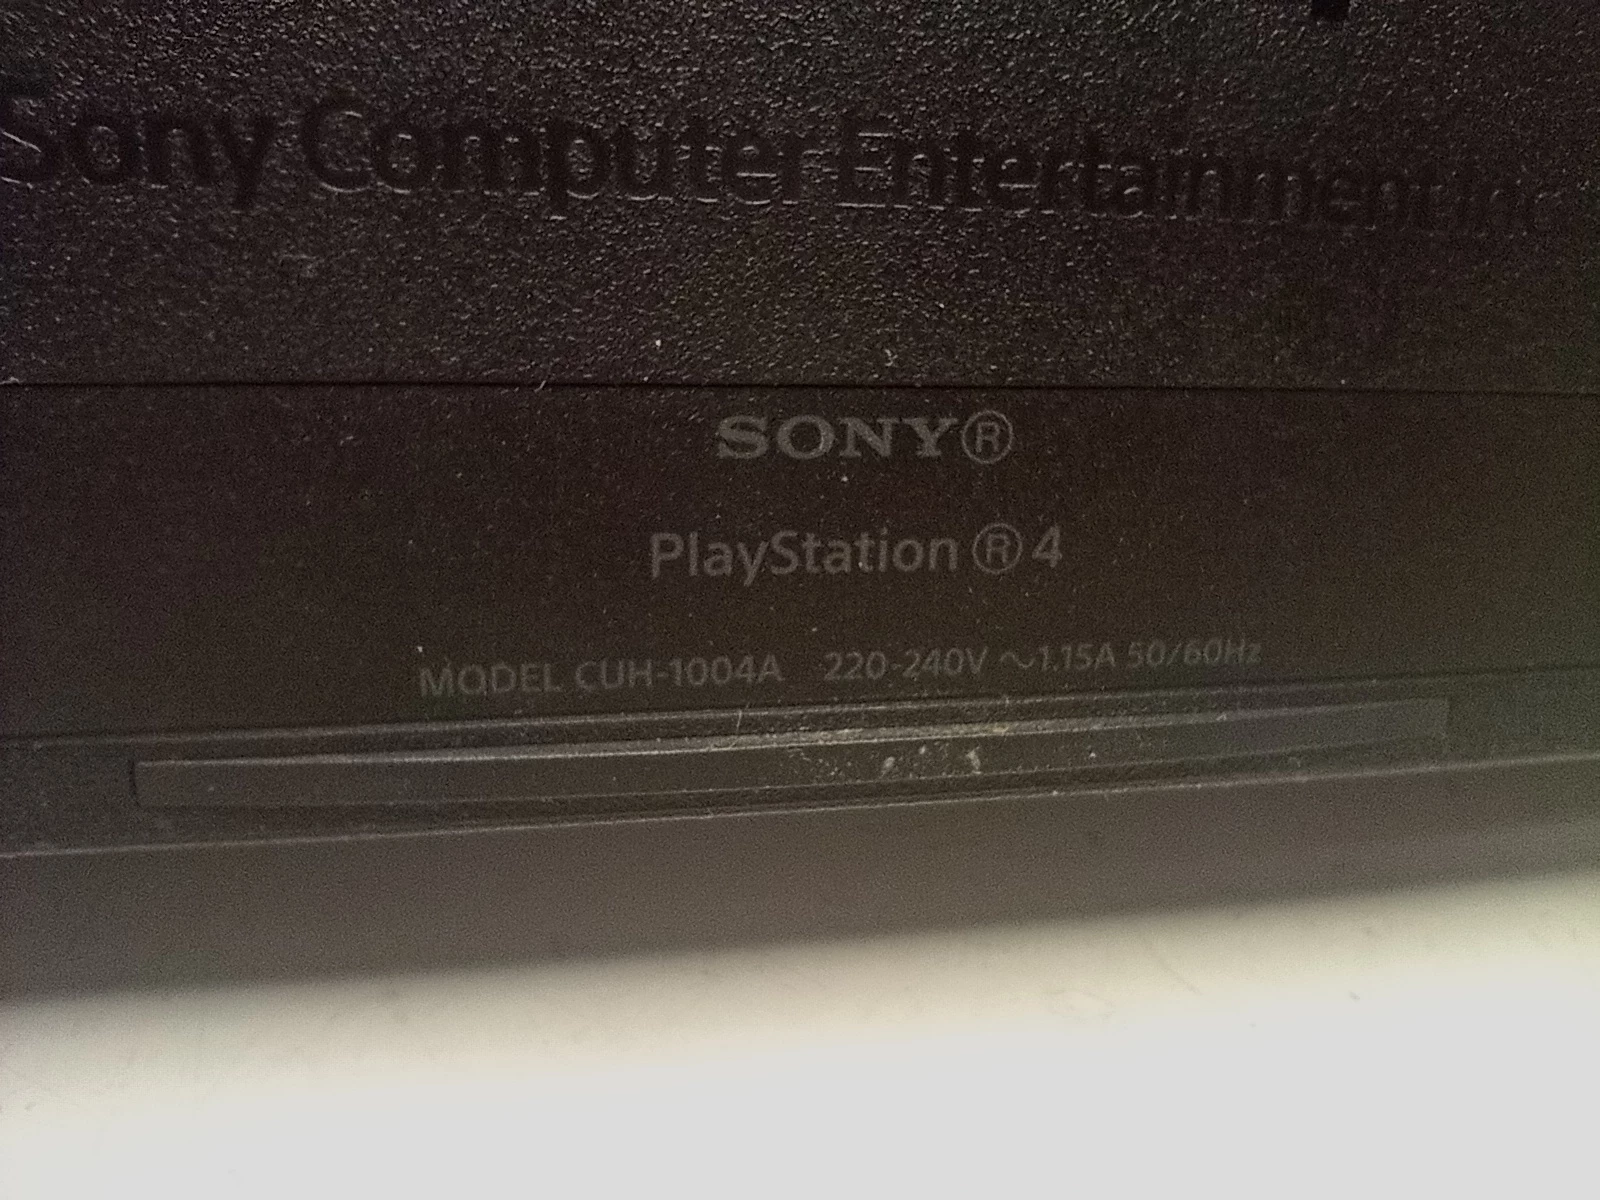 Sony Computer Entertainment Inc
SONY®
PlayStation®4
MODEL CUH-1004A 220-240V ～1.15A 50/60Hz